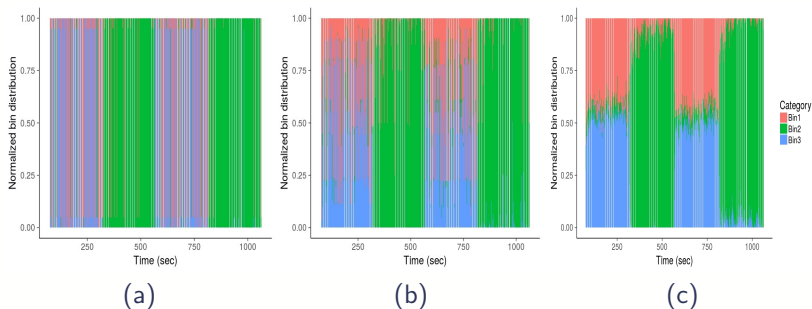 1.00
0.75
0.50
0.25
0.00
Normalized bin distribution
250 500 750 1000
Time (sec)
(a)
1.00
0.75
0.50
0.25
0.00
Normalized bin distribution
250 500 750 1000
Time (sec)
(b)
1.00
0.75
0.50
0.25
0.00
Normalized bin distribution
250 500 750 1000
Time (sec)
(c)
Category
Bin1
Bin2
Bin3